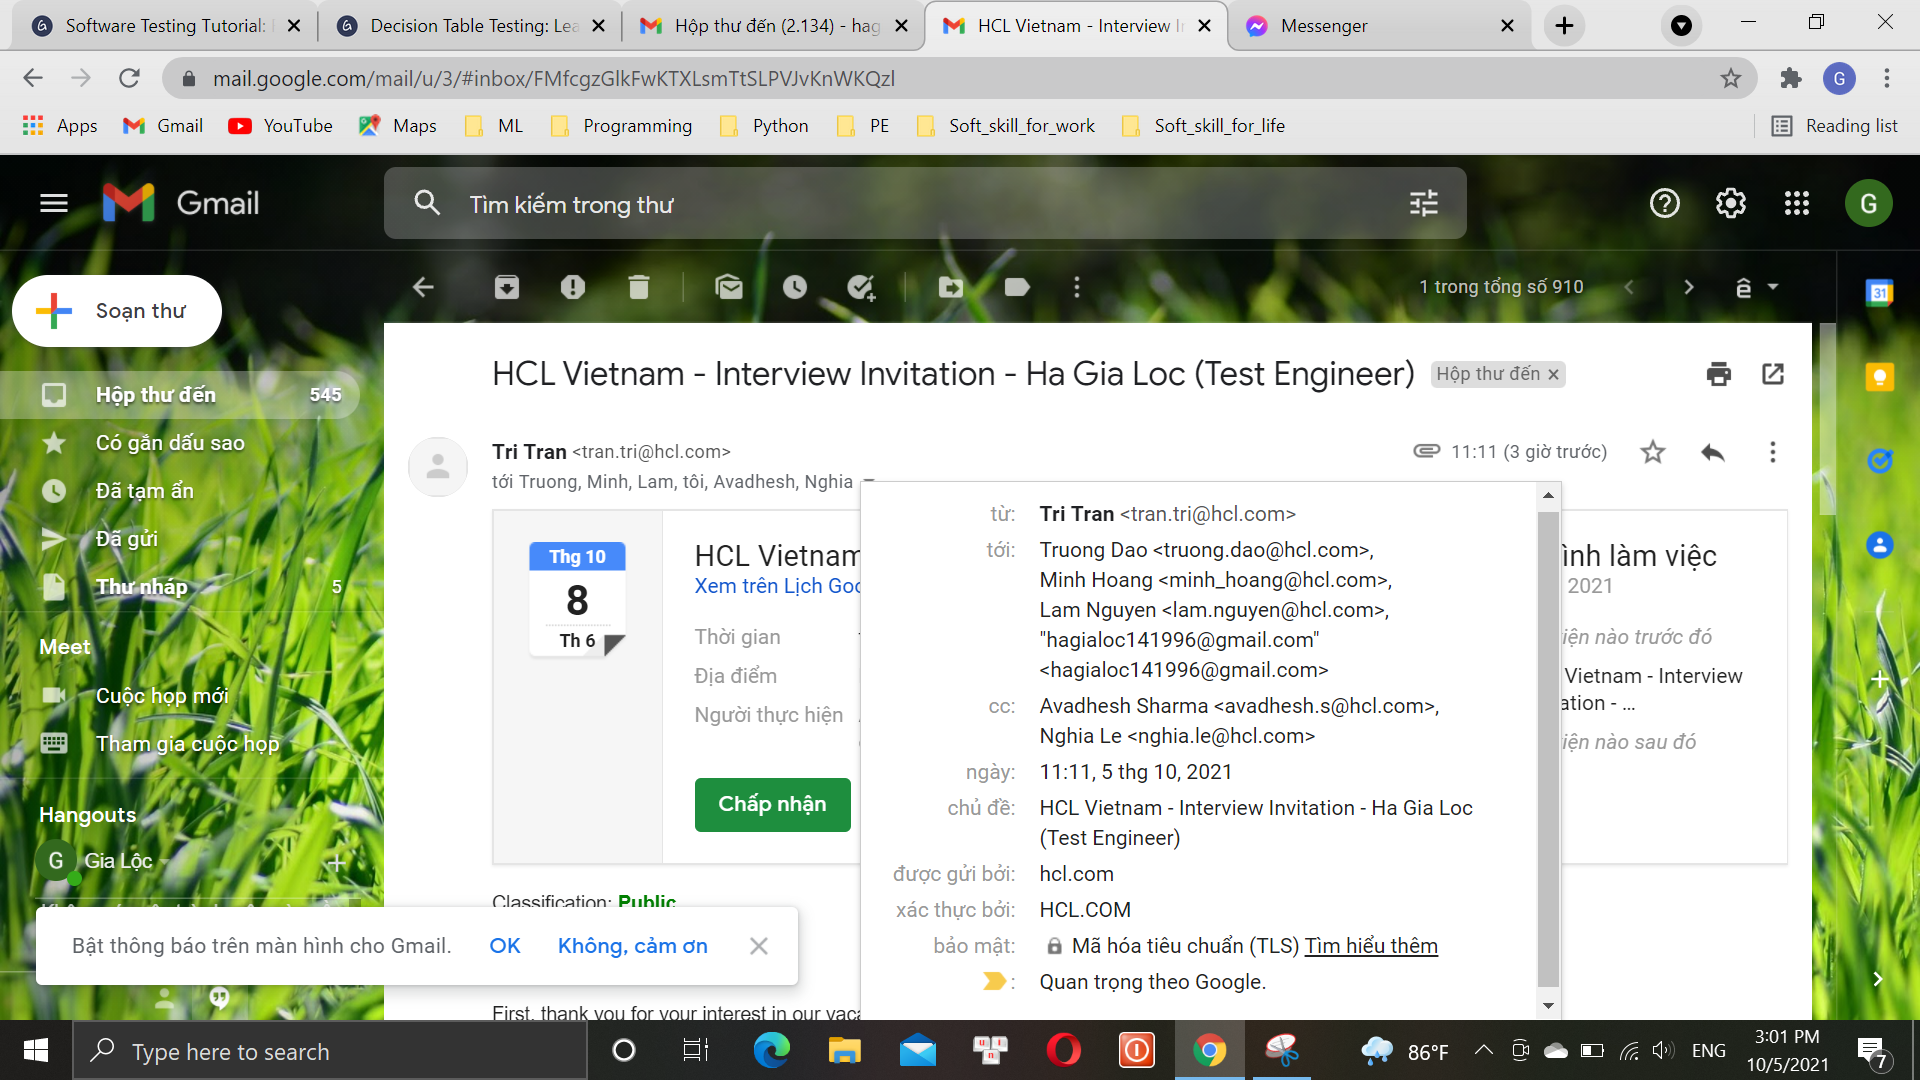 Software Testing Tutorial:
Decision Table Testing: Lea
Hộp thư đến (2.134) - hag
HCL Vietnam - Interview I
Messenger
mail.google.com/mail/u/3/#inbox/FMfcgzGlkFwKTXLsmTtSLPVJvKnWKQzl
G
Apps Gmail YouTube Maps ML Programming Python PE Soft_skill_for_work Soft_skill_for_life Reading list
Gmail
Tìm kiếm trong thư
G
Soạn thư
1 trong tổng số 910
ê
31
Hộp thư đến 545
Có gắn dấu sao
Đã tạm ẩn
Đã gửi
Thư nháp 5
Meet
Cuộc họp mới
Tham gia cuộc họp
Hangouts
G Gia Lộc
HCL Vietnam - Interview Invitation - Ha Gia Loc (Test Engineer)
Hộp thư đến
Tri Tran <tran.tri@hcl.com>
11:11 (3 giờ trước)
tới Truong, Minh, Lam, tôi, Avadhesh, Nghia
Thg 10
8
Th 6
HCL Vietnam
Xem trên Lịch Goo
Thời gian
Địa điểm
Người thực hiện
Chấp nhận
từ: Tri Tran <tran.tri@hcl.com>
tới: Truong Dao <truong.dao@hcl.com>,
Minh Hoang <minh_hoang@hcl.com>,
Lam Nguyen <lam.nguyen@hcl.com>,
"hagialoc141996@gmail.com"
<hagialoc141996@gmail.com>
cc: Avadhesh Sharma <avadhesh.s@hcl.com>,
Nghia Le <nghia.le@hcl.com>
ngày: 11:11, 5 thg 10, 2021
chủ đề: HCL Vietnam - Interview Invitation - Ha Gia Loc
(Test Engineer)
được gửi bởi: hcl.com
xác thực bởi: HCL.COM
bảo mật: Mã hóa tiêu chuẩn (TLS) Tìm hiểu thêm
: Quan trọng theo Google.
ình làm việc
2021
iện nào trước đó
Vietnam - Interview
ation - ...
iện nào sau đó
Classification: Public
Bật thông báo trên màn hình cho Gmail. OK Không, cảm ơn
First, thank you for your interest in our vaca
Type here to search
86°F
ENG
3:01 PM
10/5/2021
7